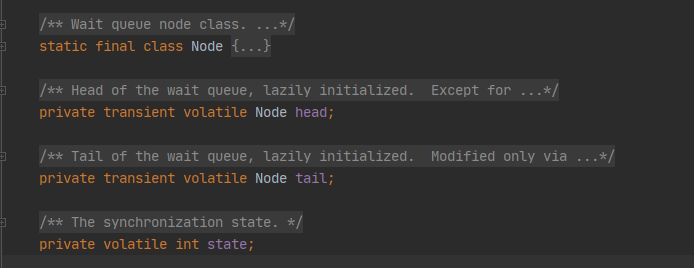 /** Wait queue node class. ...*/
static final class Node {...}
/** Head of the wait queue, lazily initialized.  Except for ...*/
private transient volatile Node head;
/** Tail of the wait queue, lazily initialized.  Modified only via ...*/
private transient volatile Node tail;
/** The synchronization state. */
private volatile int state;